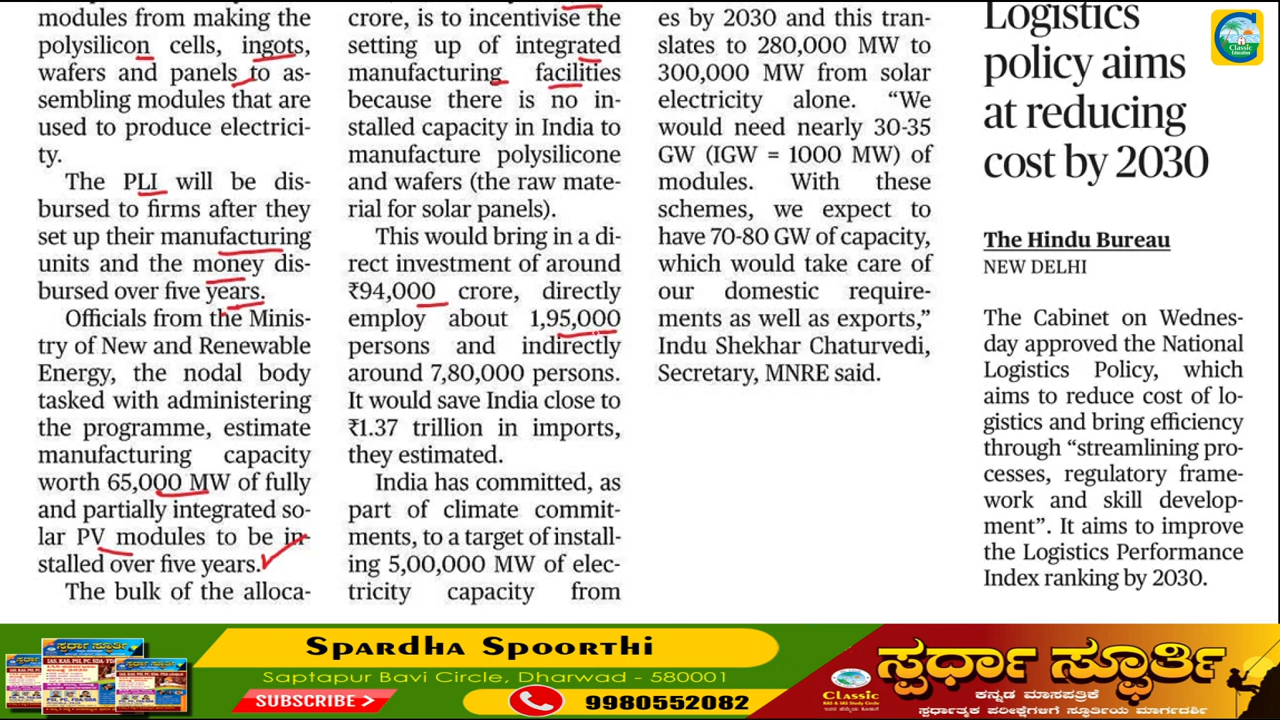 modules from making the
polysilicon cells, ingots,
wafers and panels to as-
sembling modules that are
used to produce electrici-
ty.
The PLI will be dis-
bursed to firms after they
set up their manufacturing
units and the money dis-
bursed over five years.
Officials from the Minis-
try of New and Renewable
Energy, the nodal body
tasked with administering
the programme, estimate
manufacturing capacity
worth 65,000 MW of fully
and partially integrated so-
lar PV modules to be in-
stalled over five years.
The bulk of the alloca-
crore, is to incentivise the
setting up of integrated
manufacturing facilities
because there is no in-
stalled capacity in India to
manufacture polysilicone
and wafers (the raw mate-
rial for solar panels).
This would bring in a di-
rect investment of around
₹94,000 crore, directly
employ about 1,95,000
persons and indirectly
around 7,80,000 persons.
It would save India close to
₹1.37 trillion in imports,
they estimated.
India has committed, as
part of climate commit-
ments, to a target of install-
ing 5,00,000 MW of elec-
tricity capacity from
es by 2030 and this tran-
slates to 280,000 MW to
300,000 MW from solar
electricity alone. “We
would need nearly 30-35
GW (IGW = 1000 MW) of
modules. With these
schemes, we expect to
have 70-80 GW of capacity,
which would take care of
our domestic require-
ments as well as exports,”
Indu Shekhar Chaturvedi,
Secretary, MNRE said.
Logistics
policy aims
at reducing
cost by 2030
The Hindu Bureau
NEW DELHI
The Cabinet on Wednes-
day approved the National
Logistics Policy, which
aims to reduce cost of lo-
gistics and bring efficiency
through “streamlining pro-
cesses, regulatory frame-
work and skill develop-
ment”. It aims to improve
the Logistics Performance
Index ranking by 2030.
Classic
Education
Spardha Spoorthi
Saptapur Bavi Circle, Dharwad - 580001
SUBSCRIBE
9980552082
Classic
KAS & IAS Study Circle
ಸ್ಪರ್ಧಾ ಸ್ಫೂರ್ತಿ
ಕನ್ನಡ ಮಾಸಪತ್ರಿಕೆ
ಸ್ಪರ್ಧಾತ್ಮಕ ಪರೀಕ್ಷೆಗಳಿಗೆ ಸ್ಫೂರ್ತಿಯ ಮಾರ್ಗದರ್ಶಿ